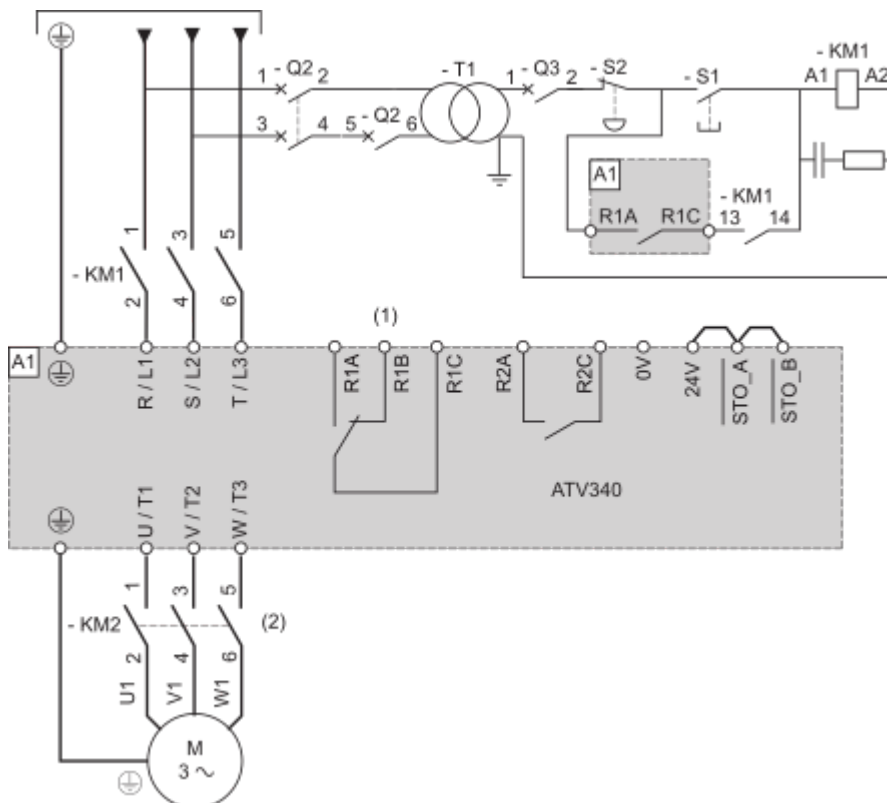 - Q2
- T1
- Q3
- S2
- S1
- KM1
1
2
1
2
A1
A2
- Q2
3
4
5
6
A1
R1A
R1C
- KM1
13
14
1
3
5
- KM1
2
4
6
(1)
A1
R / L1
S / L2
T / L3
R1A
R1B
R1C
R2A
R2C
0V
24V
STO_A
STO_B
ATV340
U / T1
V / T2
W / T3
1
3
5
- KM2
(2)
2
4
6
U1
V1
W1
M
3 ~